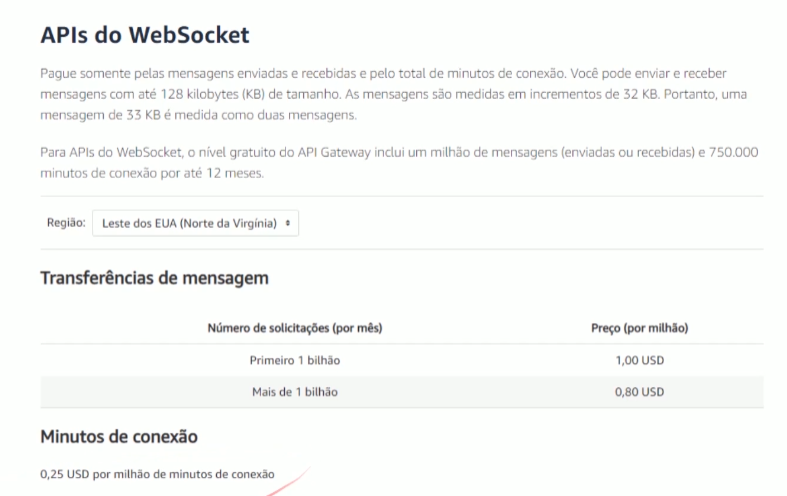 APIs do WebSocket
Pague somente pelas mensagens enviadas e recebidas e pelo total de minutos de conexão. Você pode enviar e receber
mensagens com até 128 kilobytes (KB) de tamanho. As mensagens são medidas em incrementos de 32 KB. Portanto, uma
mensagem de 33 KB é medida como duas mensagens.
Para APIs do WebSocket, o nível gratuito do API Gateway inclui um milhão de mensagens (enviadas ou recebidas) e 750.000
minutos de conexão por até 12 meses.
Região: Leste dos EUA (Norte da Virgínia)
Transferências de mensagem
Número de solicitações (por mês) Preço (por milhão)
Primeiro 1 bilhão 1,00 USD
Mais de 1 bilhão 0,80 USD
Minutos de conexão
0,25 USD por milhão de minutos de conexão